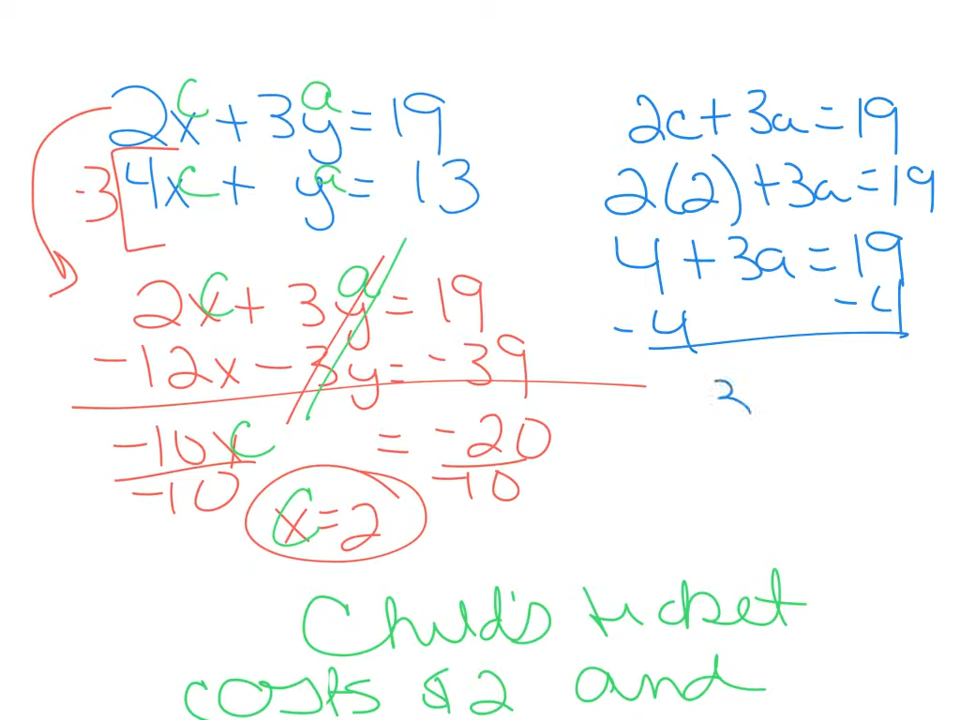 2x + 3y = 19
c a
-3 4x + y = 13
c a
2x + 3y = 19
c a
-12x - 3y = -39
-10x = -20
c
-10 -10
x = 2
c
2c + 3a = 19
2(2) + 3a = 19
4 + 3a = 19
-4 -4
3
Child's ticket
costs $2 and